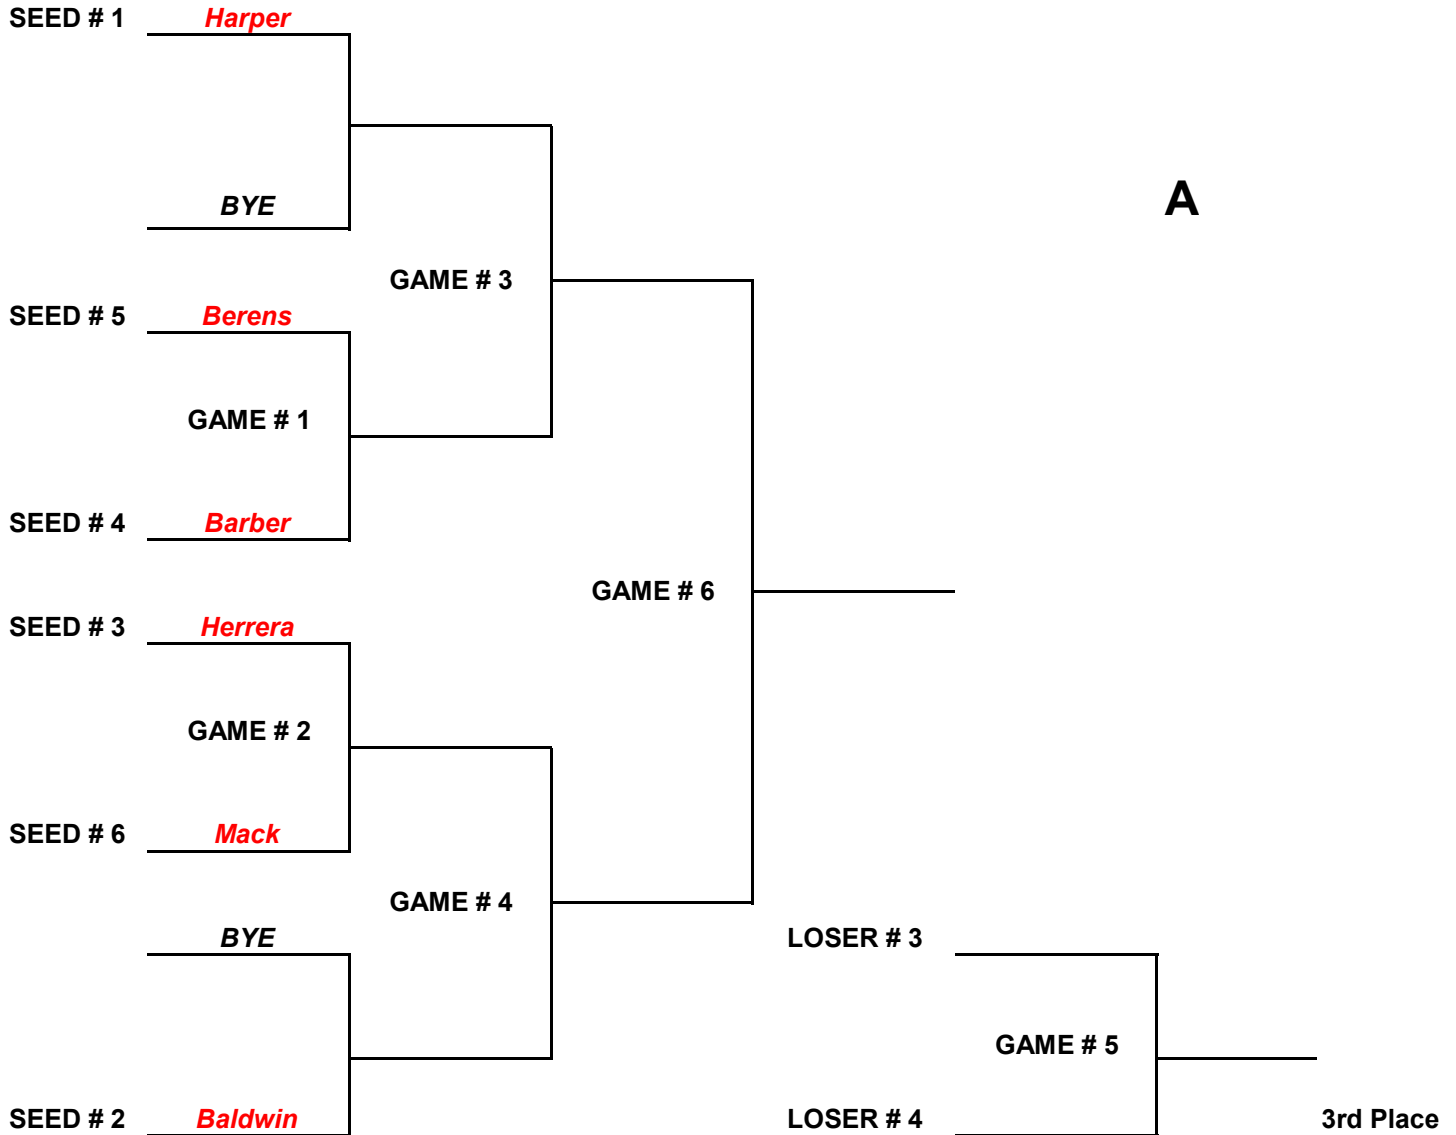 SEED # 1 Harper
BYE
A
GAME # 3
SEED # 5 Berens
GAME # 1
SEED # 4 Barber
GAME # 6
SEED # 3 Herrera
GAME # 2
SEED # 6 Mack
GAME # 4
BYE
LOSER # 3
GAME # 5
SEED # 2 Baldwin
LOSER # 4
3rd Place